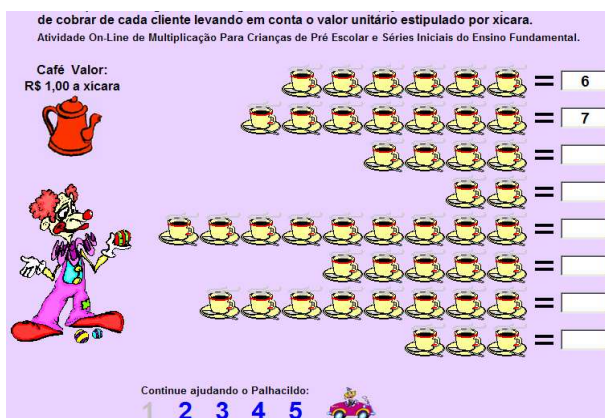 de cobrar de cada cliente levando em conta o valor unitário estipulado por xicara.
Atividade On-Line de Multiplicação Para Crianças de Pré Escolar e Séries Iniciais do Ensino Fundamental.
Café Valor:
R$ 1,00 a xicara
= 6
= 7
=
=
=
=
=
=
Continue ajudando o Palhacildo:
1 2 3 4 5